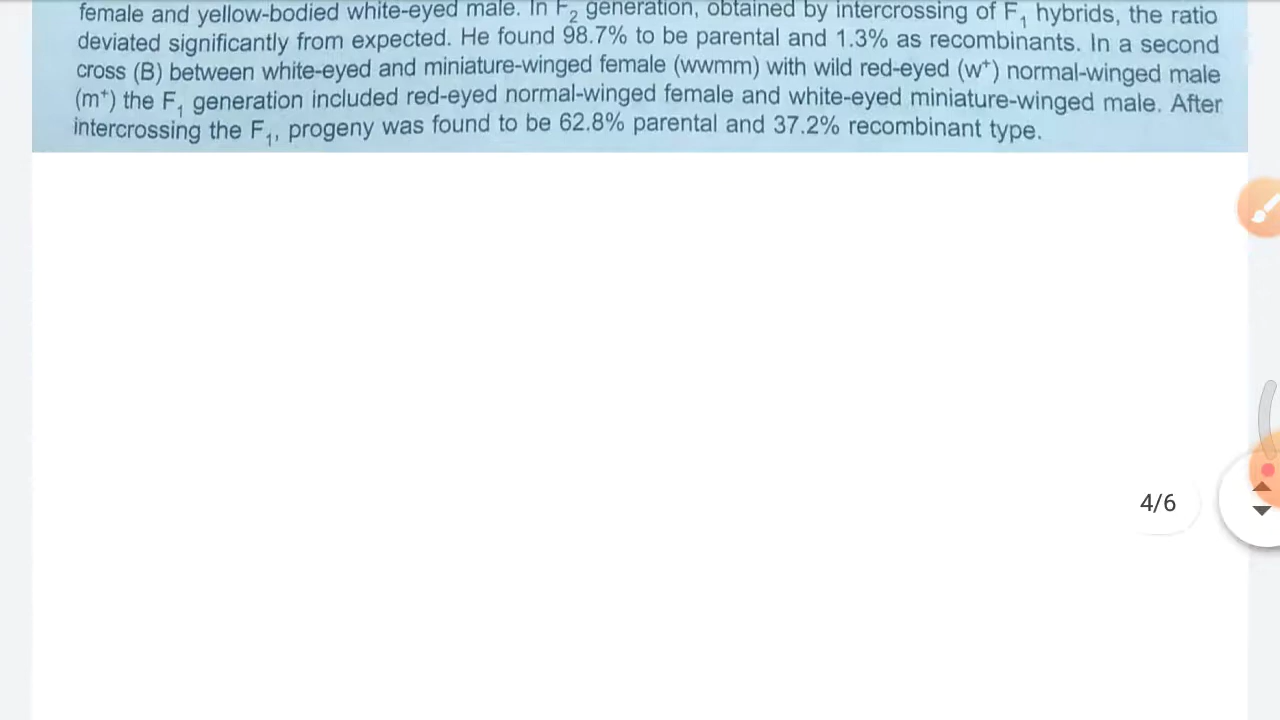 female and yellow-bodied white-eyed male. In F₂ generation, obtained by intercrossing of F₁ hybrids, the ratio
deviated significantly from expected. He found 98.7% to be parental and 1.3% as recombinants. In a second
cross (B) between white-eyed and miniature-winged female (wwmm) with wild red-eyed (w⁺) normal-winged male
(m⁺) the F₁ generation included red-eyed normal-winged female and white-eyed miniature-winged male. After
intercrossing the F₁, progeny was found to be 62.8% parental and 37.2% recombinant type.
4/6